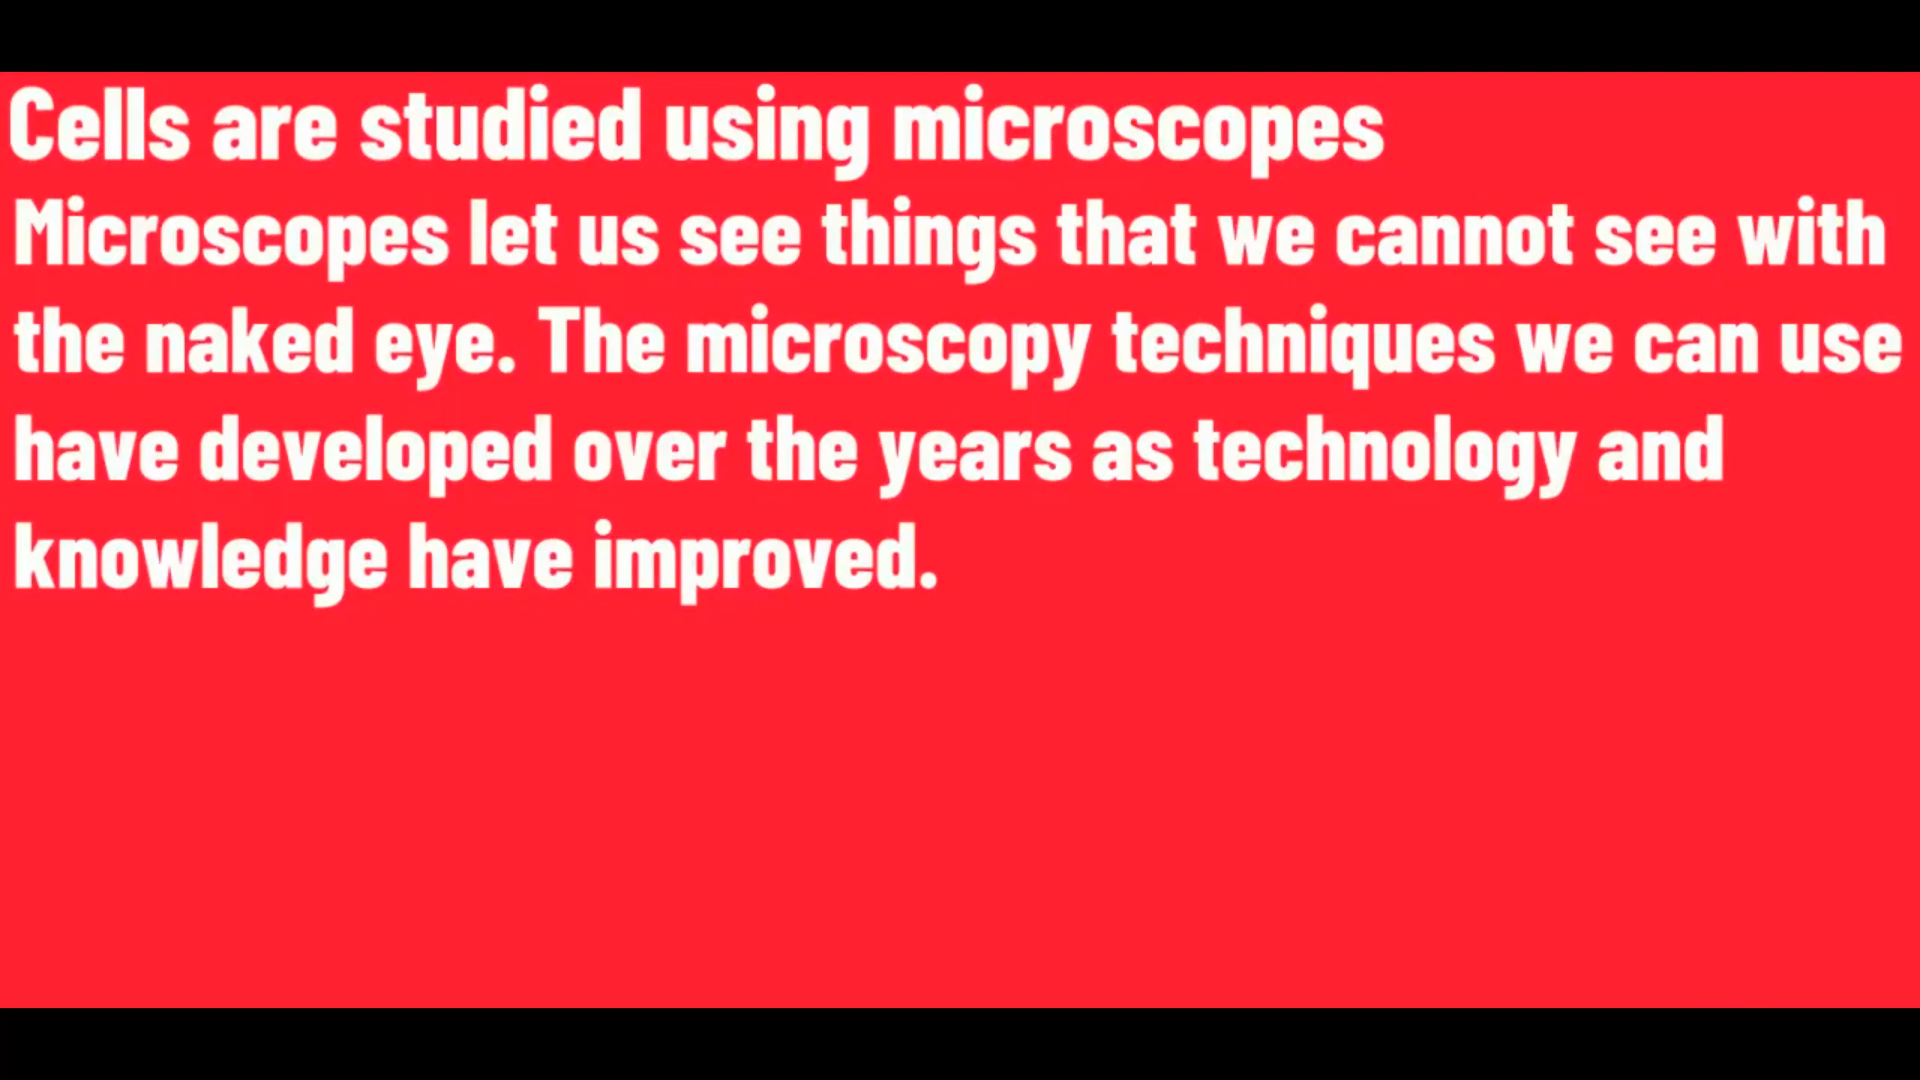 Cells are studied using microscopes
Microscopes let us see things that we cannot see with
the naked eye. The microscopy techniques we can use
have developed over the years as technology and
knowledge have improved.